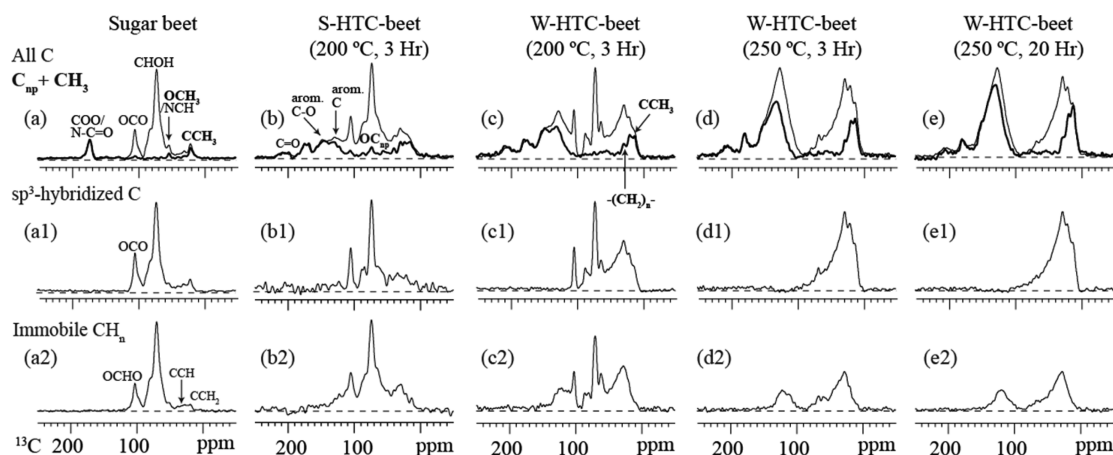 Sugar beet
S-HTC-beet
(200 ºC, 3 Hr)
W-HTC-beet
(200 ºC, 3 Hr)
W-HTC-beet
(250 ºC, 3 Hr)
W-HTC-beet
(250 ºC, 20 Hr)
All C
Cnp + CH3
(a)
COO/
N-C=O
OCO
CHOH
OCH3
/NCH
CCH3
(b)
arom.
C-O
arom.
C
C=O
OCnp
(c)
CCH3
-(CH2)n-
(d)
(e)
sp³-hybridized C
(a1)
OCO
(b1)
(c1)
(d1)
(e1)
Immobile CHn
(a2)
OCHO
CCH
CCH2
(b2)
(c2)
(d2)
(e2)
¹³C
200 100 ppm
200 100 ppm
200 100 ppm
200 100 ppm
200 100 ppm